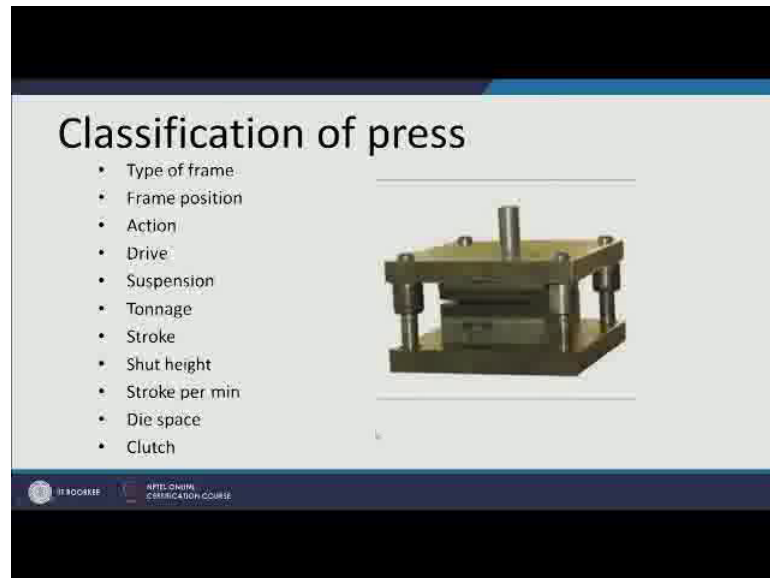 Classification of press
• Type of frame
• Frame position
• Action
• Drive
• Suspension
• Tonnage
• Stroke
• Shut height
• Stroke per min
• Die space
• Clutch
IIT ROORKEE
NPTEL ONLINE
CERTIFICATION COURSE